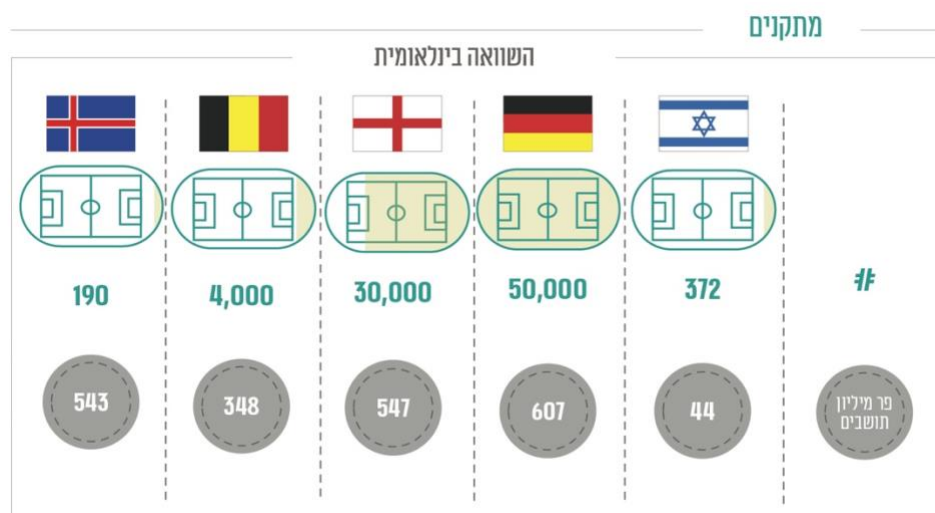 מתקנים
השוואה בינלאומית
# 372 50,000 30,000 4,000 190
פר מיליון
תושבים
44 607 547 348 543